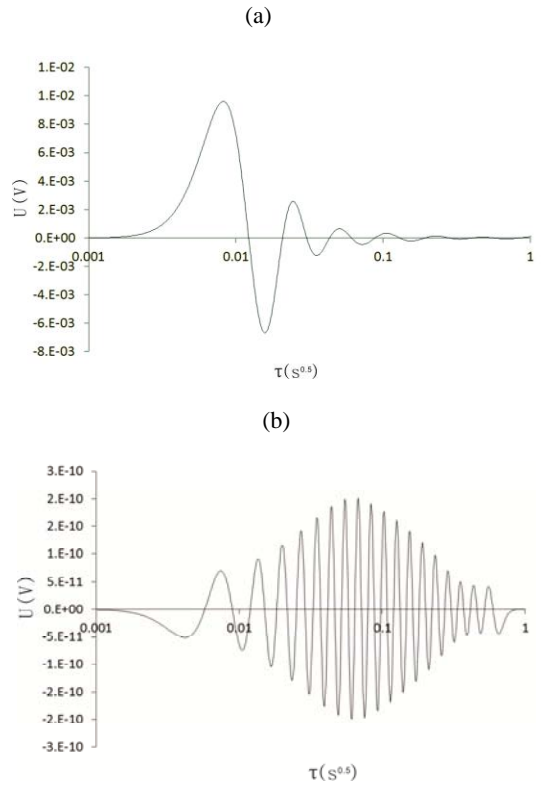 (a)
1.E-02
1.E-02
8.E-03
6.E-03
4.E-03
2.E-03
0.E+00
-2.E-03
-4.E-03
-6.E-03
-8.E-03
U(V)
0.001
0.01
0.1
1
τ(s^0.5)
(b)
3.E-10
2.E-10
2.E-10
1.E-10
5.E-11
0.E+00
-5.E-11
-1.E-10
-2.E-10
-2.E-10
-3.E-10
U(V)
0.001
0.01
0.1
1
τ(s^0.5)